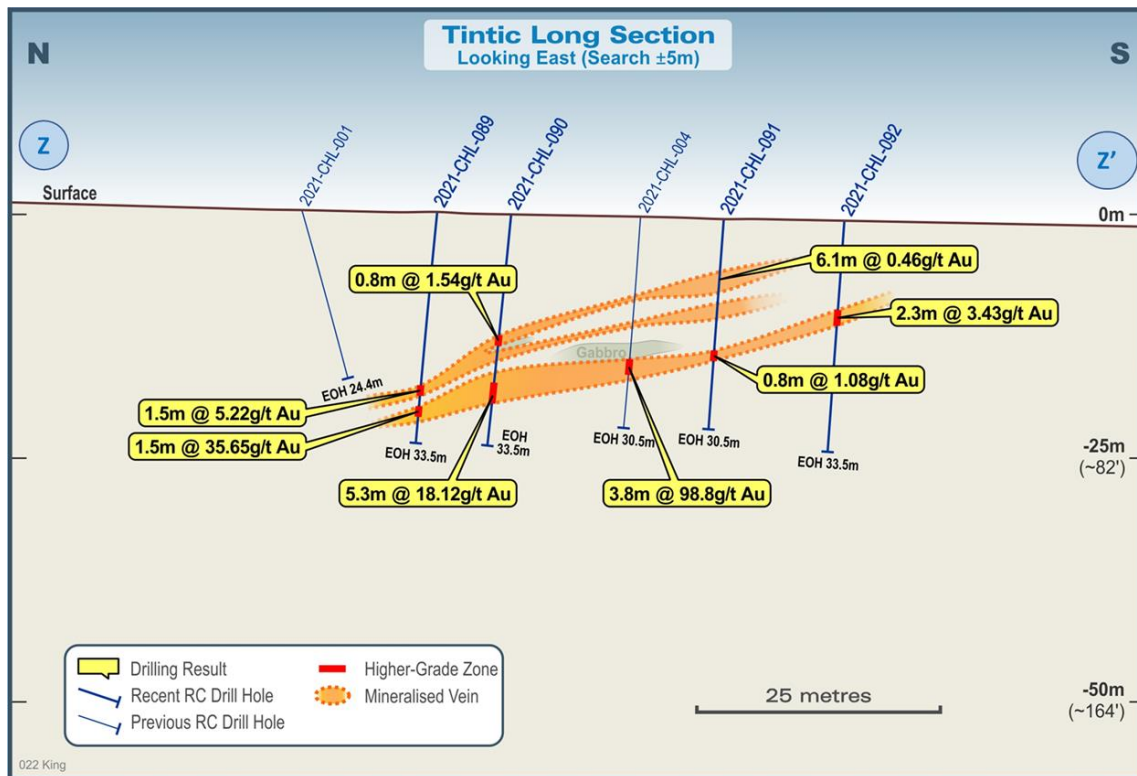 Tintic Long Section
Looking East (Search ±5m)
N
S
Z
Z'
2021-CHL-001
2021-CHL-089
2021-CHL-090
2021-CHL-004
2021-CHL-091
2021-CHL-092
Surface
0m
0.8m @ 1.54g/t Au
6.1m @ 0.46g/t Au
2.3m @ 3.43g/t Au
Gabbro
EOH 24.4m
0.8m @ 1.08g/t Au
1.5m @ 5.22g/t Au
1.5m @ 35.65g/t Au
EOH 33.5m
EOH
33.5m
EOH 30.5m
EOH 30.5m
EOH 33.5m
-25m
(~82')
5.3m @ 18.12g/t Au
3.8m @ 98.8g/t Au
Drilling Result
Recent RC Drill Hole
Previous RC Drill Hole
Higher-Grade Zone
Mineralised Vein
25 metres
-50m
(~164')
022 King